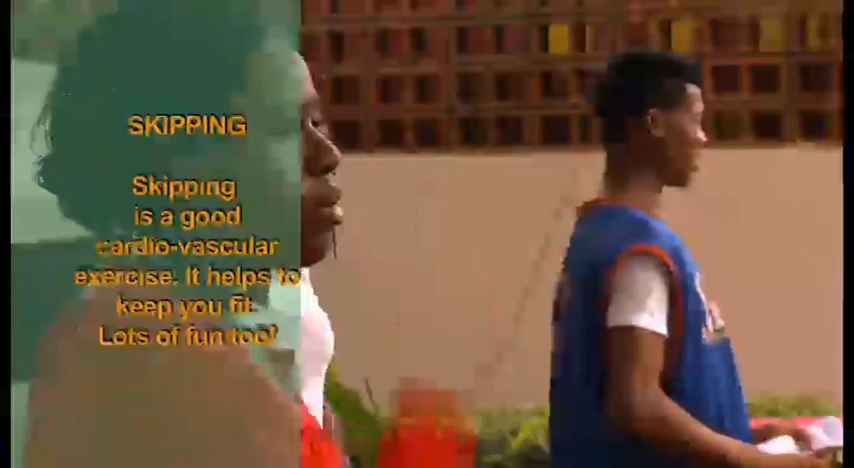 SKIPPING
Skipping
is a good
cardio-vascular
exercise. It helps to
keep you fit.
Lots of fun too!